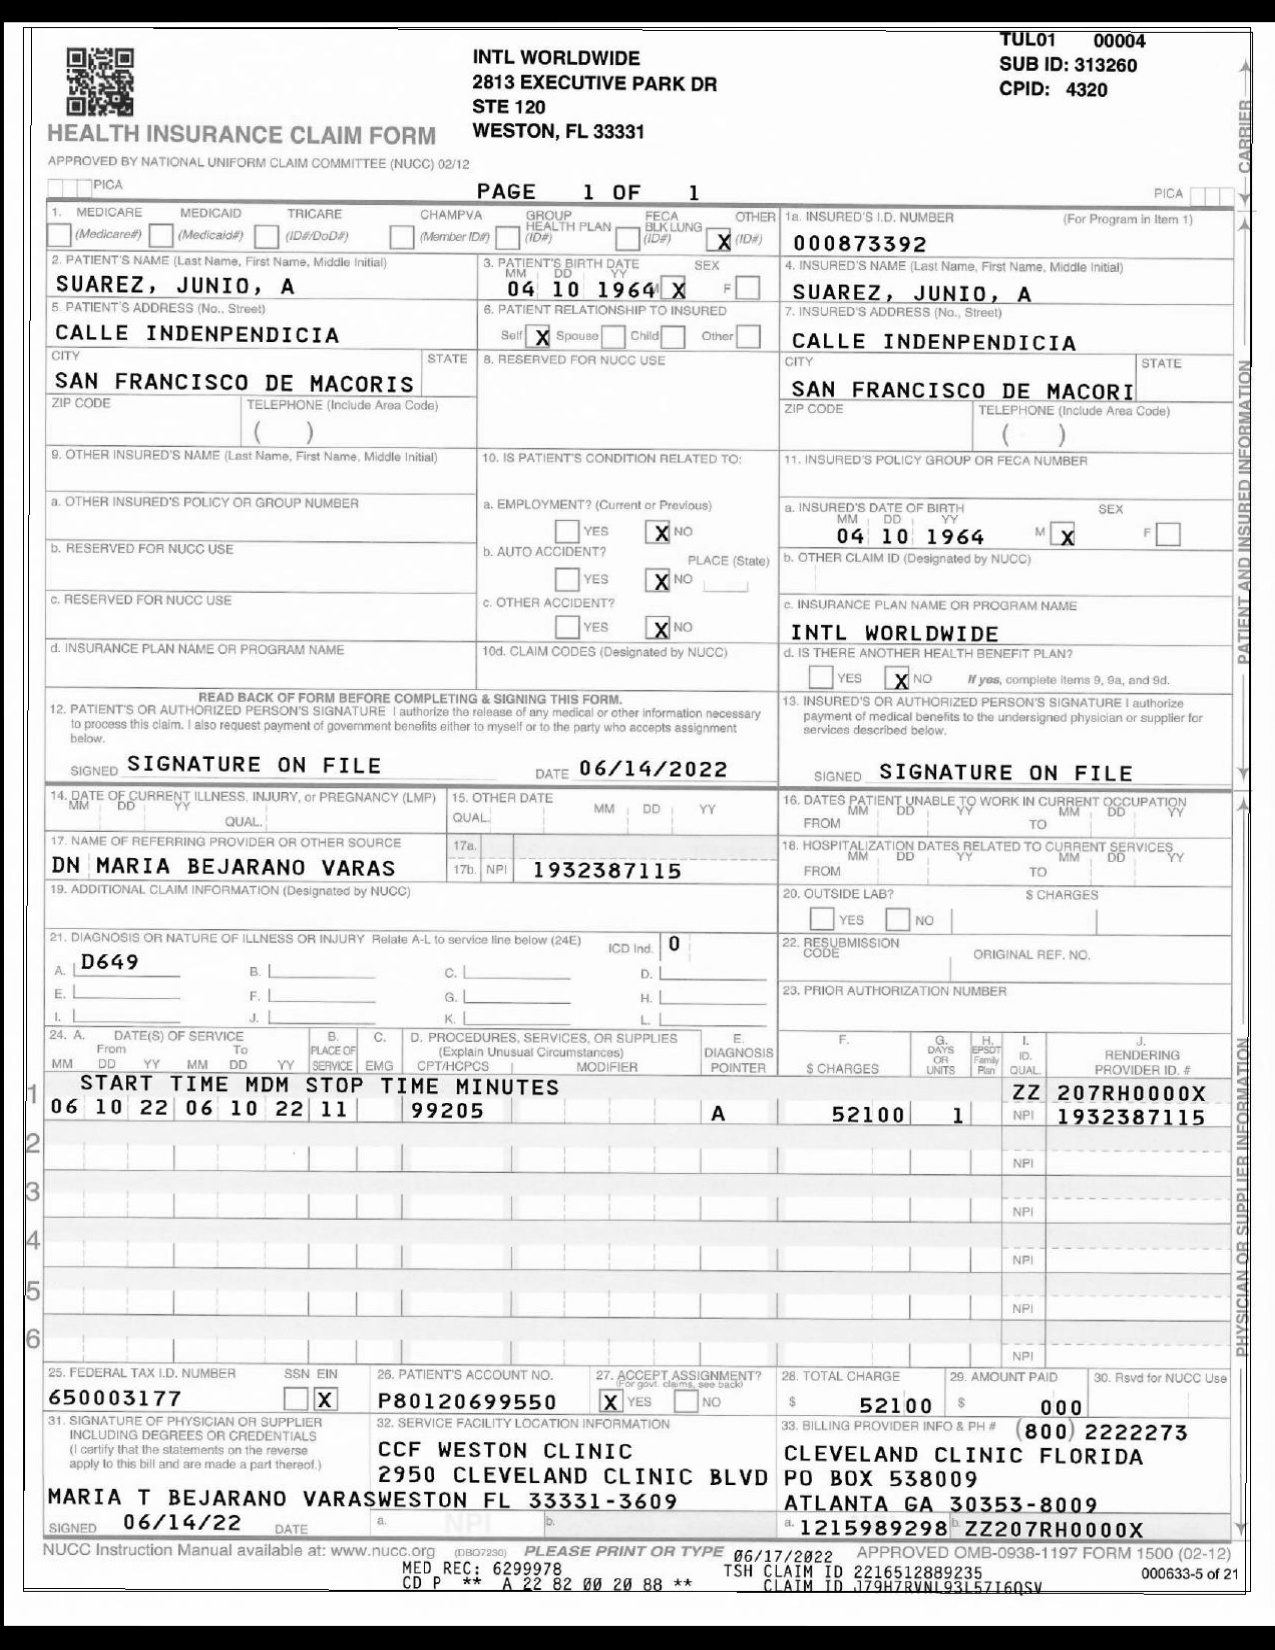 TUL01 00004
INTL WORLDWIDE
SUB ID: 313260
2813 EXECUTIVE PARK DR
CPID: 4320
STE 120
WESTON, FL 33331
HEALTH INSURANCE CLAIM FORM
APPROVED BY NATIONAL UNIFORM CLAIM COMMITTEE (NUCC) 02/12
CARRIER
PICA
PAGE 1 OF 1
PICA
1. MEDICARE MEDICAID TRICARE CHAMPVA GROUP HEALTH PLAN FECA BLK LUNG OTHER
(Medicare#) (Medicaid#) (ID#/DoD#) (Member ID#) (ID#) (ID#) X (ID#)
1a. INSURED'S I.D. NUMBER (For Program in Item 1)
000873392
2. PATIENT'S NAME (Last Name, First Name, Middle Initial)
SUAREZ, JUNIO, A
3. PATIENT'S BIRTH DATE SEX
MM DD YY
04 10 1964 X F
4. INSURED'S NAME (Last Name, First Name, Middle Initial)
SUAREZ, JUNIO, A
5. PATIENT'S ADDRESS (No., Street)
CALLE INDENPENDICIA
6. PATIENT RELATIONSHIP TO INSURED
Self X Spouse Child Other
7. INSURED'S ADDRESS (No., Street)
CALLE INDENPENDICIA
CITY STATE
SAN FRANCISCO DE MACORIS
8. RESERVED FOR NUCC USE
CITY STATE
SAN FRANCISCO DE MACORI
ZIP CODE TELEPHONE (Include Area Code)
( )
ZIP CODE TELEPHONE (Include Area Code)
( )
9. OTHER INSURED'S NAME (Last Name, First Name, Middle Initial)
10. IS PATIENT'S CONDITION RELATED TO:
11. INSURED'S POLICY GROUP OR FECA NUMBER
a. OTHER INSURED'S POLICY OR GROUP NUMBER
a. EMPLOYMENT? (Current or Previous)
YES X NO
a. INSURED'S DATE OF BIRTH SEX
MM DD YY
04 10 1964 M X F
b. RESERVED FOR NUCC USE
b. AUTO ACCIDENT? PLACE (State)
YES X NO
b. OTHER CLAIM ID (Designated by NUCC)
c. RESERVED FOR NUCC USE
c. OTHER ACCIDENT?
YES X NO
c. INSURANCE PLAN NAME OR PROGRAM NAME
INTL WORLDWIDE
d. INSURANCE PLAN NAME OR PROGRAM NAME
10d. CLAIM CODES (Designated by NUCC)
d. IS THERE ANOTHER HEALTH BENEFIT PLAN?
YES X NO If yes, complete items 9, 9a, and 9d.
PATIENT AND INSURED INFORMATION
READ BACK OF FORM BEFORE COMPLETING & SIGNING THIS FORM.
12. PATIENT'S OR AUTHORIZED PERSON'S SIGNATURE I authorize the release of any medical or other information necessary
to process this claim. I also request payment of government benefits either to myself or to the party who accepts assignment
below.
SIGNED SIGNATURE ON FILE DATE 06/14/2022
13. INSURED'S OR AUTHORIZED PERSON'S SIGNATURE I authorize
payment of medical benefits to the undersigned physician or supplier for
services described below.
SIGNED SIGNATURE ON FILE
14. DATE OF CURRENT ILLNESS, INJURY, or PREGNANCY (LMP)
MM DD YY
QUAL.
15. OTHER DATE
QUAL. MM DD YY
16. DATES PATIENT UNABLE TO WORK IN CURRENT OCCUPATION
MM DD YY MM DD YY
FROM TO
17. NAME OF REFERRING PROVIDER OR OTHER SOURCE
DN MARIA BEJARANO VARAS
17a.
17b. NPI 1932387115
18. HOSPITALIZATION DATES RELATED TO CURRENT SERVICES
MM DD YY MM DD YY
FROM TO
19. ADDITIONAL CLAIM INFORMATION (Designated by NUCC)
20. OUTSIDE LAB? $ CHARGES
YES NO
21. DIAGNOSIS OR NATURE OF ILLNESS OR INJURY Relate A-L to service line below (24E) ICD Ind. 0
A. D649 B. C. D.
E. F. G. H.
I. J. K. L.
22. RESUBMISSION CODE ORIGINAL REF. NO.
23. PRIOR AUTHORIZATION NUMBER
24. A. DATE(S) OF SERVICE B. C. D. PROCEDURES, SERVICES, OR SUPPLIES E. F. G. H. I. J.
From To PLACE OF (Explain Unusual Circumstances) DIAGNOSIS DAYS OR EPSDT Family ID. RENDERING
MM DD YY MM DD YY SERVICE EMG CPT/HCPCS MODIFIER POINTER $ CHARGES UNITS Plan QUAL. PROVIDER ID. #
START TIME MDM STOP TIME MINUTES ZZ 207RH0000X
1 06 10 22 06 10 22 11 99205 A 52100 1 NPI 1932387115
2 NPI
3 NPI
4 NPI
5 NPI
6 NPI
PHYSICIAN OR SUPPLIER INFORMATION
25. FEDERAL TAX I.D. NUMBER SSN EIN
650003177 X
26. PATIENT'S ACCOUNT NO.
P80120699550
27. ACCEPT ASSIGNMENT?
(For govt. claims, see back)
X YES NO
28. TOTAL CHARGE
$ 52100
29. AMOUNT PAID
$ 000
30. Rsvd for NUCC Use
31. SIGNATURE OF PHYSICIAN OR SUPPLIER
INCLUDING DEGREES OR CREDENTIALS
(I certify that the statements on the reverse
apply to this bill and are made a part thereof.)
MARIA T BEJARANO VARAS
SIGNED 06/14/22 DATE
32. SERVICE FACILITY LOCATION INFORMATION
CCF WESTON CLINIC
2950 CLEVELAND CLINIC BLVD
WESTON FL 33331-3609
a. NPI b.
33. BILLING PROVIDER INFO & PH # (800) 2222273
CLEVELAND CLINIC FLORIDA
PO BOX 538009
ATLANTA GA 30353-8009
a. 1215989298 b. ZZ207RH0000X
NUCC Instruction Manual available at: www.nucc.org (DBQ7230) PLEASE PRINT OR TYPE 06/17/2022 APPROVED OMB-0938-1197 FORM 1500 (02-12)
MED REC: 6299978 TSH CLAIM ID 2216512889235 000633-5 of 21
CD P ** A 22 82 00 20 88 ** CLAIM ID J79H7RVNL93L57I6QSV